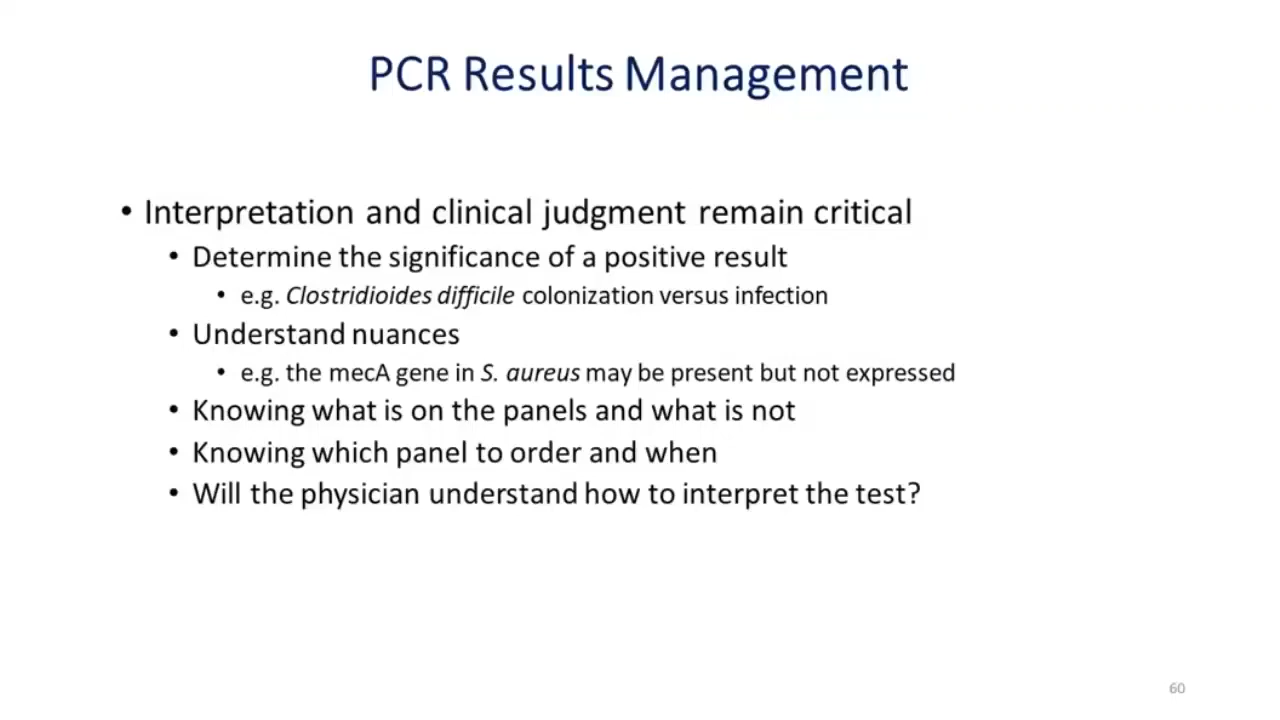 PCR Results Management
• Interpretation and clinical judgment remain critical
• Determine the significance of a positive result
• e.g. Clostridioides difficile colonization versus infection
• Understand nuances
• e.g. the mecA gene in S. aureus may be present but not expressed
• Knowing what is on the panels and what is not
• Knowing which panel to order and when
• Will the physician understand how to interpret the test?
60